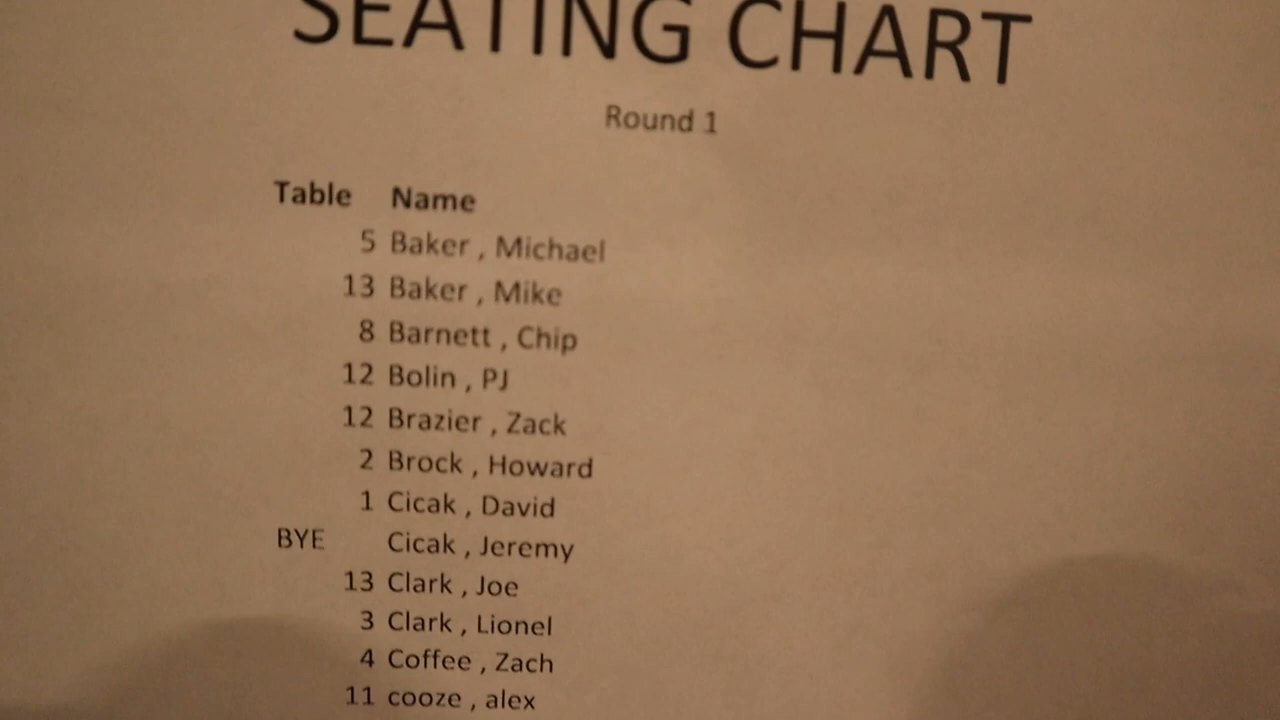 SEATING CHART
Round 1
Table Name
5 Baker , Michael
13 Baker , Mike
8 Barnett , Chip
12 Bolin , PJ
12 Brazier , Zack
2 Brock , Howard
1 Cicak , David
BYE Cicak , Jeremy
13 Clark , Joe
3 Clark , Lionel
4 Coffee , Zach
11 cooze , alex